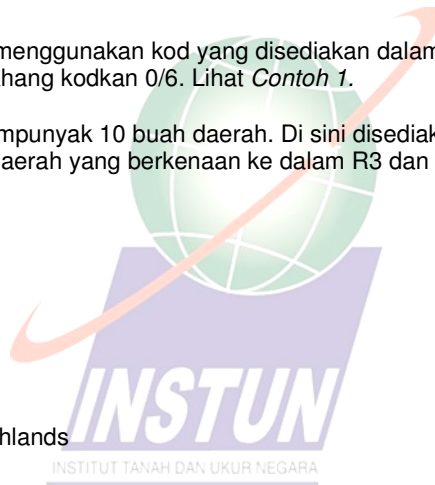 menggunakan kod yang disediakan dalam
hang kodkan 0/6. Lihat Contoh 1.
mpunyak 10 buah daerah. Di sini disediak
aerah yang berkenaan ke dalam R3 dan
INSTUN
hlands
INSTITUT TANAH DAN UKUR NEGARA